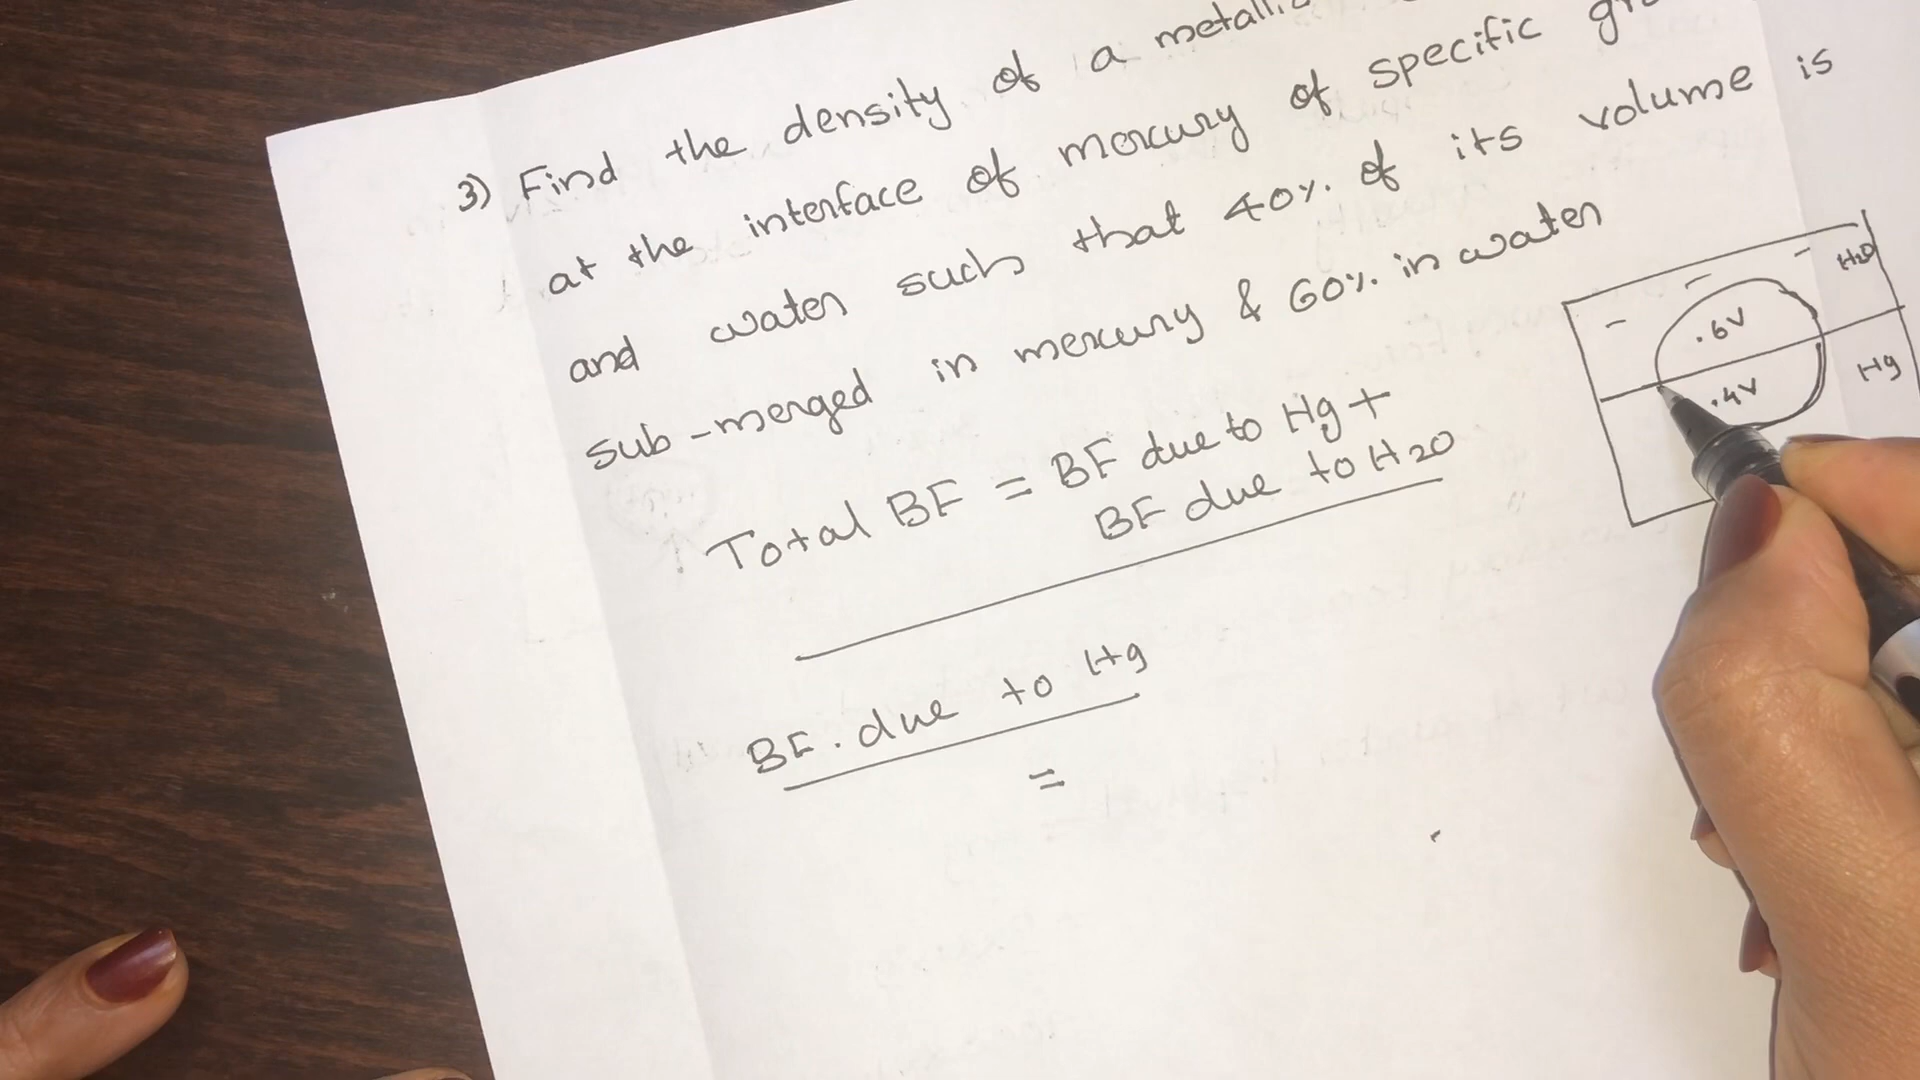 3) Find the density of a metallic
at the interface of mercury of specific
and water such that 40%. of its volume is
sub-merged in mercury & 60%. in water
Total BF = BF due to Hg +
BF due to H2O
BF. due to Hg
=
H2O
.6V
.4V
Hg